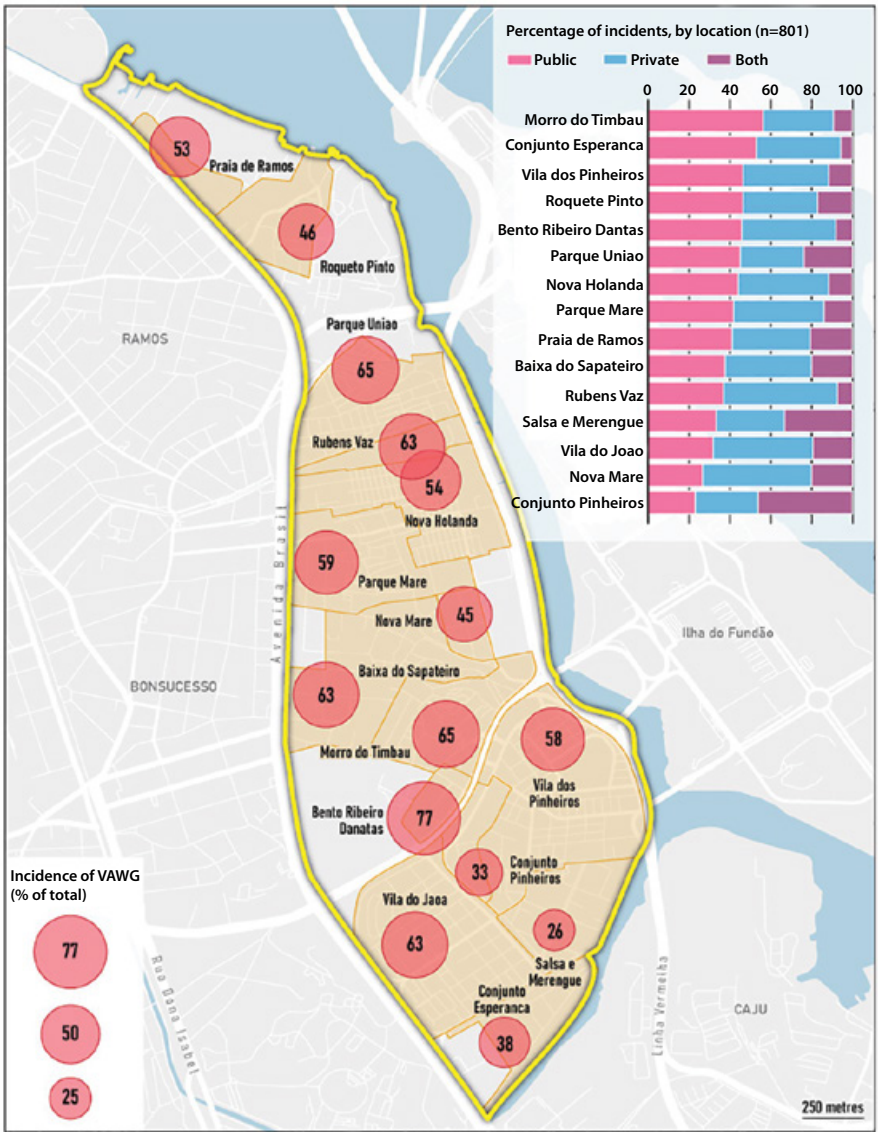 Percentage of incidents, by location (n=801)
Public Private Both
0 20 40 60 80 100
Morro do Timbau
Conjunto Esperanca
Vila dos Pinheiros
Roquete Pinto
Bento Ribeiro Dantas
Parque Uniao
Nova Holanda
Parque Mare
Praia de Ramos
Baixa do Sapateiro
Rubens Vaz
Salsa e Merengue
Vila do Joao
Nova Mare
Conjunto Pinheiros
53
Praia de Ramos
46
Roqueto Pinto
RAMOS
Parque Uniao
65
Rubens Vaz
63
54
Nova Holanda
Avenida Brasil
59
Parque Mare
Nova Mare
45
Ilha do Fundão
BONSUCESSO
Baixa do Sapateiro
63
Morro do Timbau
65
58
Vila dos
Pinheiros
Bento Ribeiro
Danatas
77
33
Conjunto
Pinheiros
Vila do Jaoa
63
26
Salsa e
Merengue
Conjunto
Esperanca
38
Incidence of VAWG
(% of total)
77
50
25
Rua Dona Isabel
Linha Vermelha
CAJU
250 metres